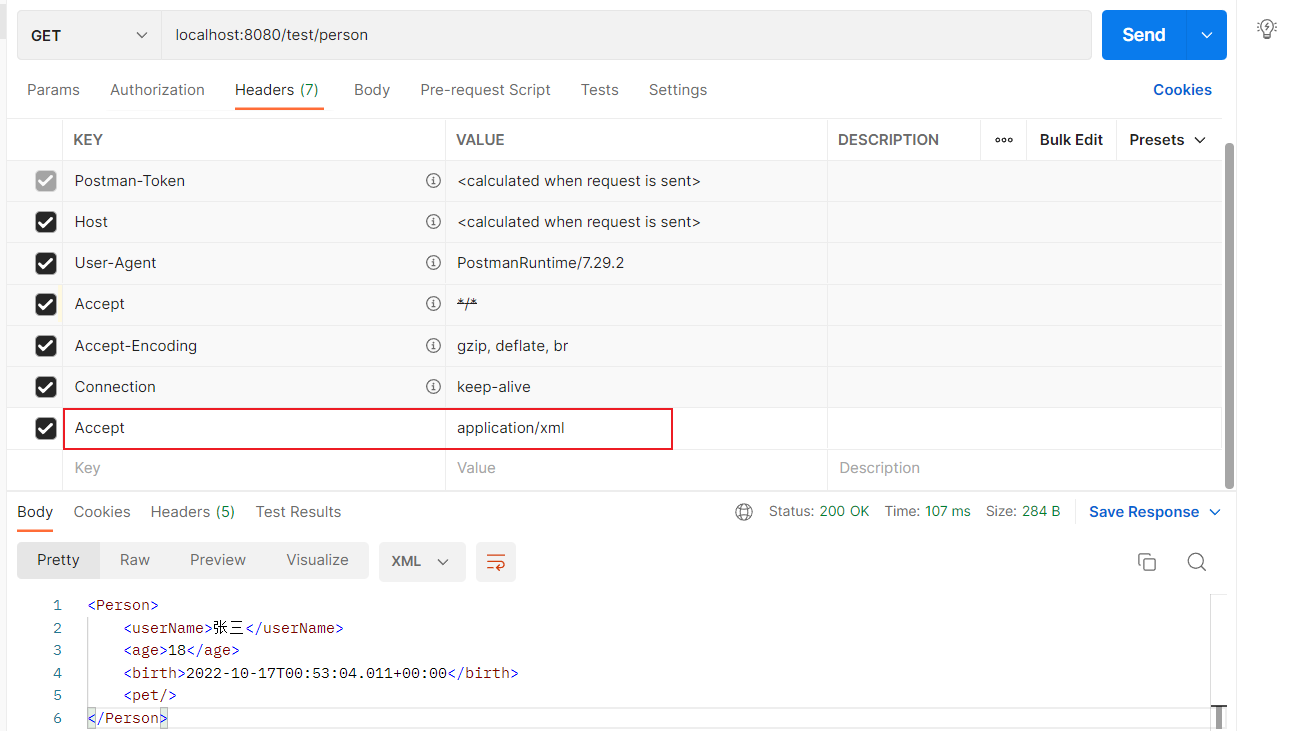 GET localhost:8080/test/person Send
Params Authorization Headers (7) Body Pre-request Script Tests Settings Cookies
KEY VALUE DESCRIPTION ooo Bulk Edit Presets
Postman-Token <calculated when request is sent>
Host <calculated when request is sent>
User-Agent PostmanRuntime/7.29.2
Accept */*
Accept-Encoding gzip, deflate, br
Connection keep-alive
Accept application/xml
Key Value Description
Body Cookies Headers (5) Test Results Status: 200 OK Time: 107 ms Size: 284 B Save Response
Pretty Raw Preview Visualize XML
1 <Person>
2 <userName>张三</userName>
3 <age>18</age>
4 <birth>2022-10-17T00:53:04.011+00:00</birth>
5 <pet/>
6 </Person>